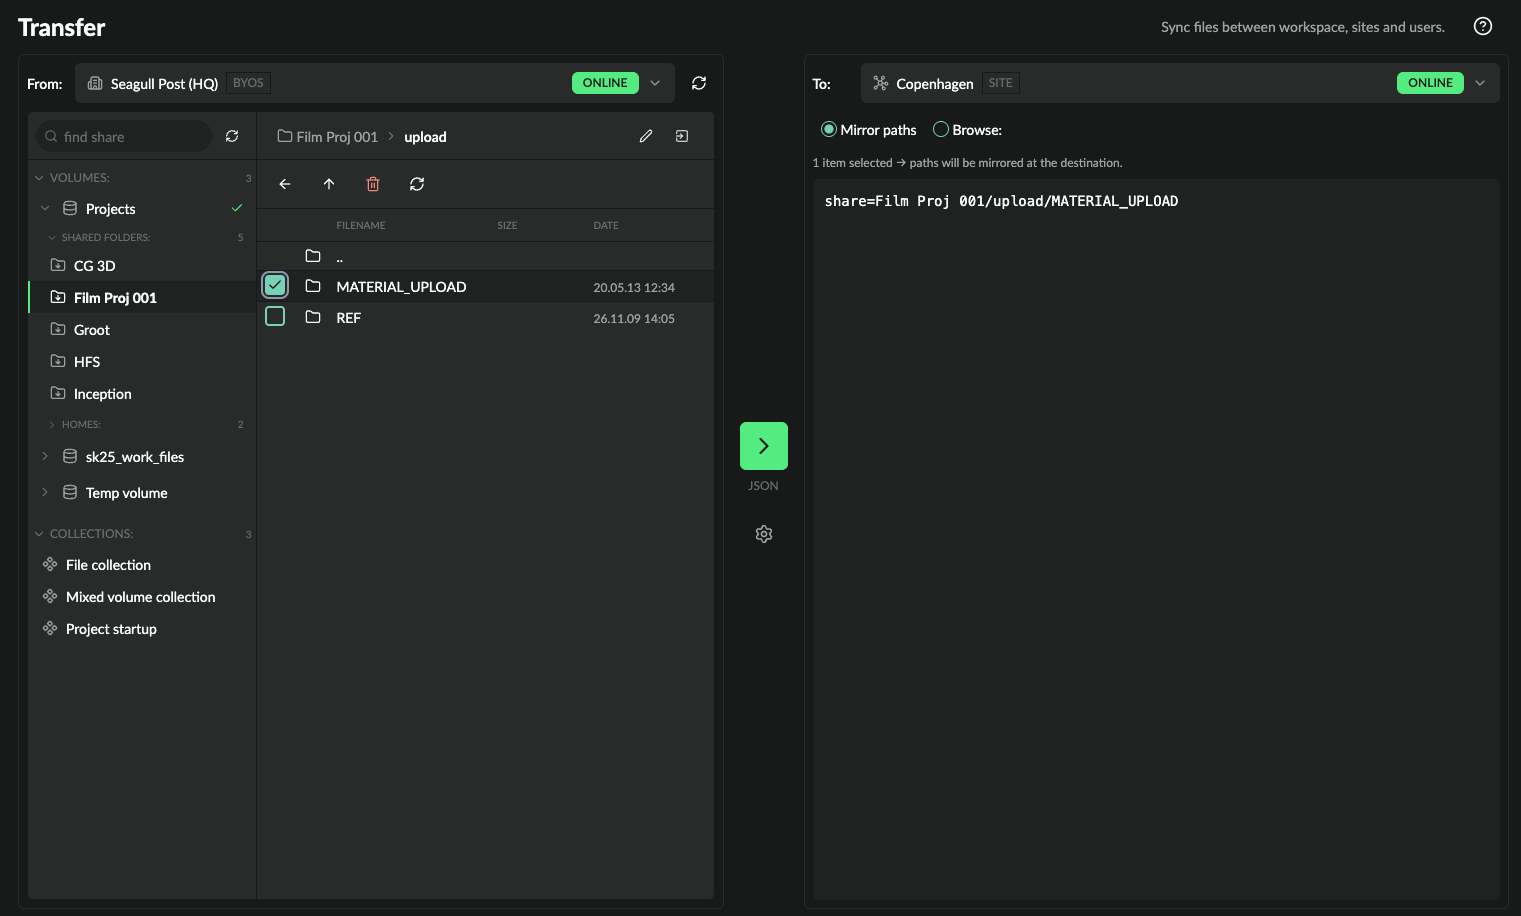 Transfer
Sync files between workspace, sites and users.
From:
Seagull Post (HQ)
BYOS
ONLINE
find share
Film Proj 001
upload
VOLUMES:
3
Projects
SHARED FOLDERS:
5
CG 3D
Film Proj 001
Groot
HFS
Inception
HOMES:
2
sk25_work_files
Temp volume
COLLECTIONS:
3
File collection
Mixed volume collection
Project startup
FILENAME SIZE DATE
..
MATERIAL_UPLOAD 20.05.13 12:34
REF 26.11.09 14:05
JSON
To:
Copenhagen
SITE
ONLINE
Mirror paths Browse:
1 item selected → paths will be mirrored at the destination.
share=Film Proj 001/upload/MATERIAL_UPLOAD